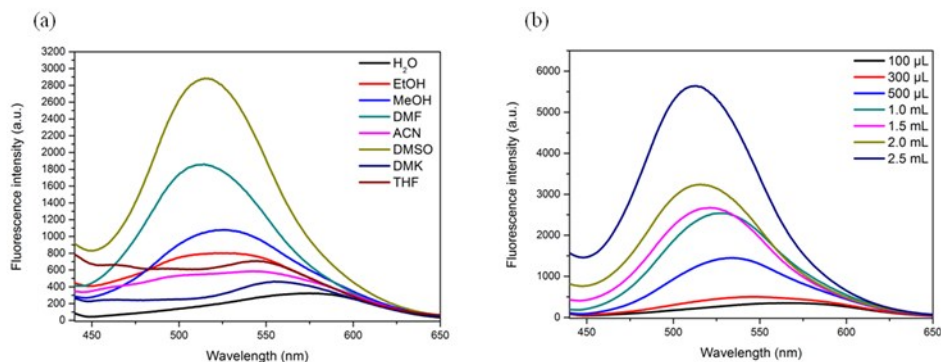 (a)
3200
3000
2800
2600
2400
2200
2000
1800
1600
1400
1200
1000
800
600
400
200
0
Fluorescence intensity (a.u.)
H₂O
EtOH
MeOH
DMF
ACN
DMSO
DMK
THF
450 500 550 600 650
Wavelength (nm)
(b)
6000
5000
4000
3000
2000
1000
0
Fluorescence intensity (a.u.)
100 µL
300 µL
500 µL
1.0 mL
1.5 mL
2.0 mL
2.5 mL
450 500 550 600 650
Wavelength (nm)